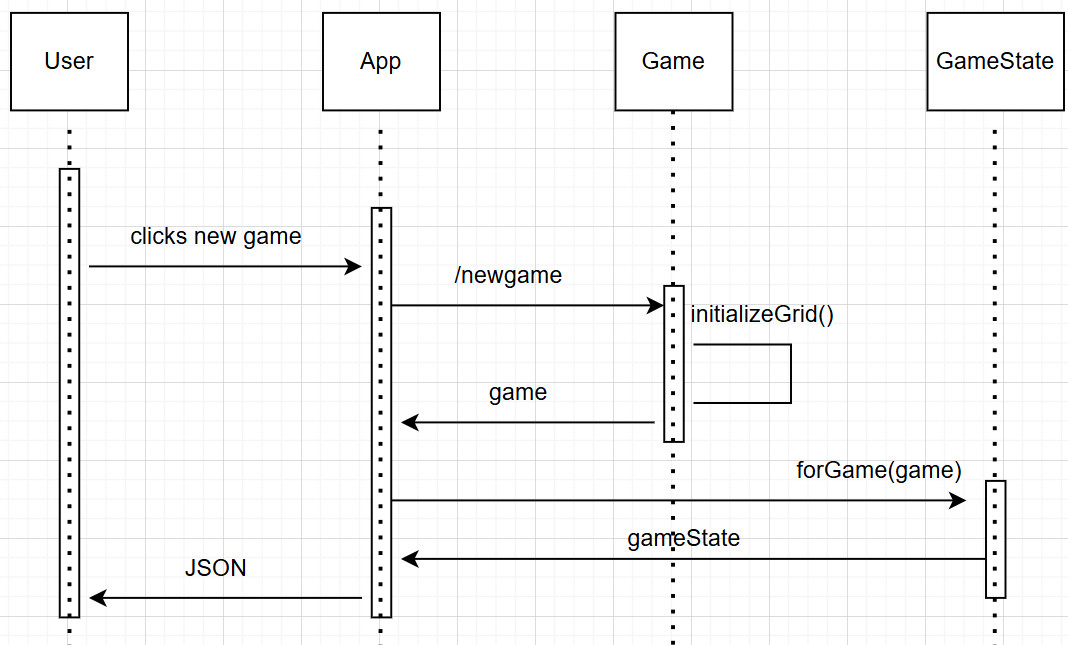 User
App
Game
GameState
clicks new game
/newgame
initializeGrid()
game
forGame(game)
gameState
JSON